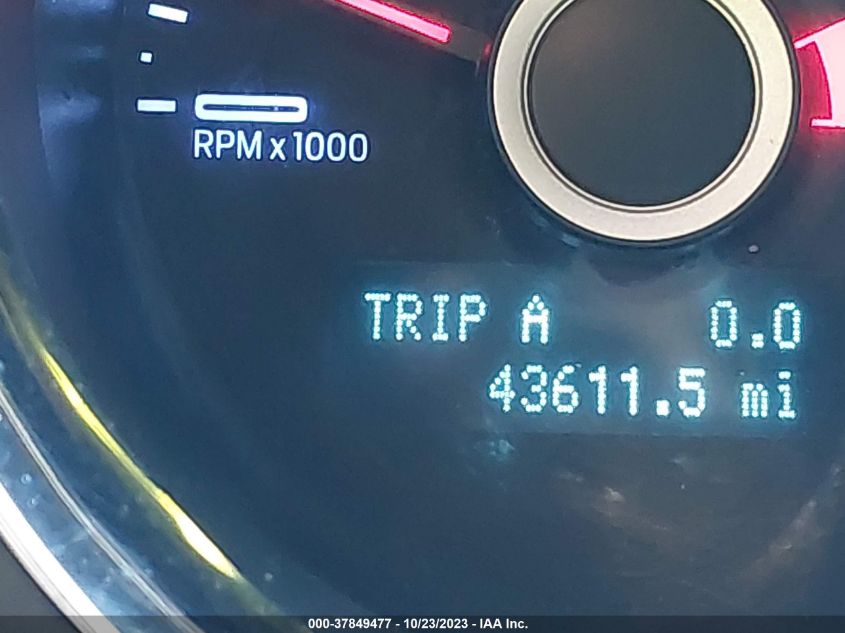 RPM x 1000
TRIP A 0.0
43611.5 mi
000-37849477 - 10/23/2023 - IAA Inc.